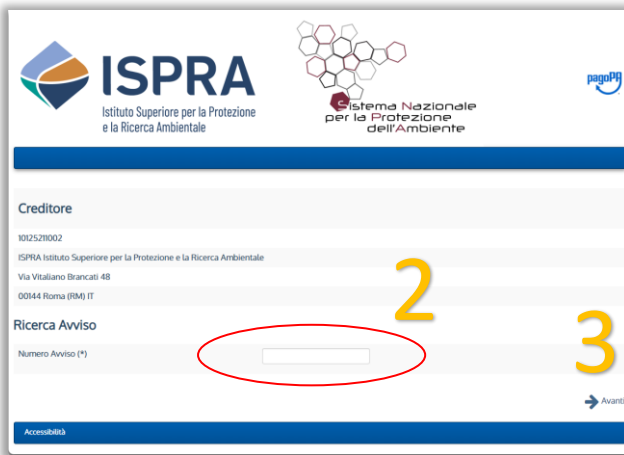 ISPRA
Istituto Superiore per la Protezione
e la Ricerca Ambientale
Sistema Nazionale
per la Protezione
dell'Ambiente
pagoPA
Creditore
10125211002
ISPRA Istituto Superiore per la Protezione e la Ricerca Ambientale
Via Vitaliano Brancati 48
00144 Roma (RM) IT
2
Ricerca Avviso
Numero Avviso (*)
3
Avanti
Accessibilità